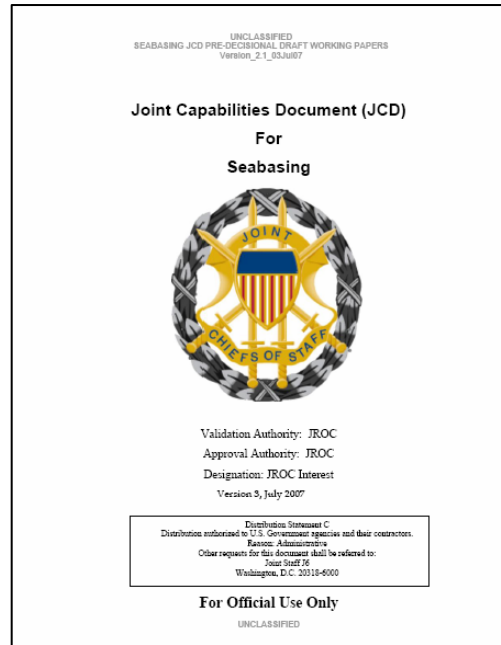 UNCLASSIFIED
SEABASING JCD PRE-DECISIONAL DRAFT WORKING PAPERS
Version_2.1_03Jul07
Joint Capabilities Document (JCD)
For
Seabasing
JOINT
CHIEFS OF STAFF
Validation Authority: JROC
Approval Authority: JROC
Designation: JROC Interest
Version 3, July 2007
Distribution Statement C
Distribution authorized to U.S. Government agencies and their contractors.
Reason: Administrative
Other requests for this document shall be referred to:
Joint Staff J6
Washington, D.C. 20318-6000
For Official Use Only
UNCLASSIFIED